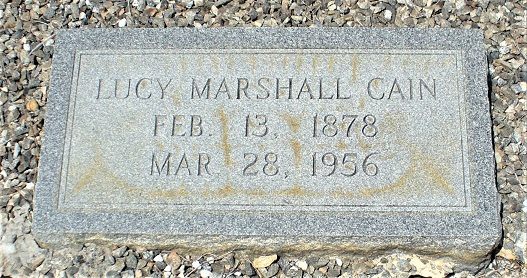 LUCY MARSHALL CAIN
FEB. 13, 1878
MAR. 28, 1956